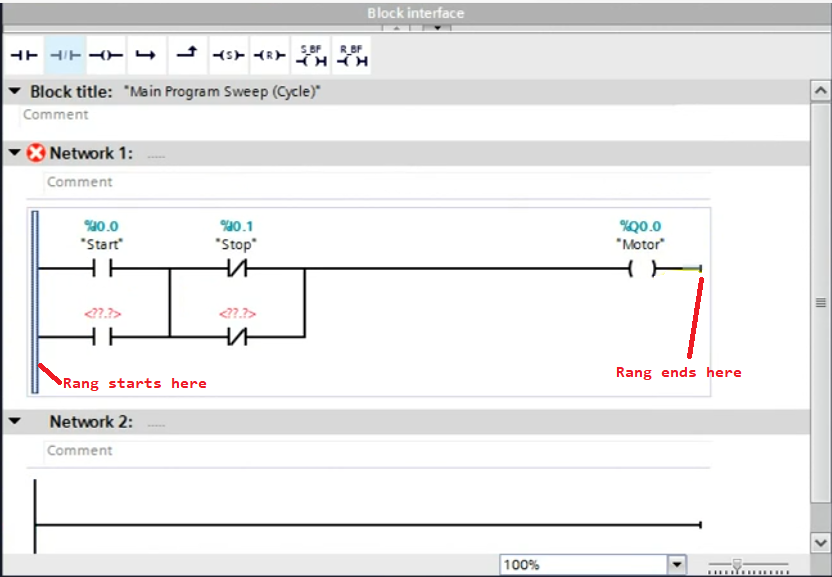 Block interface
S_BF R_BF
(S) (R)
Block title: "Main Program Sweep (Cycle)"
Comment
Network 1: .....
Comment
%I0.0 %I0.1 %Q0.0
"Start" "Stop" "Motor"
<??.?> <??.?>
Rang starts here
Rang ends here
Network 2: .....
Comment
100%